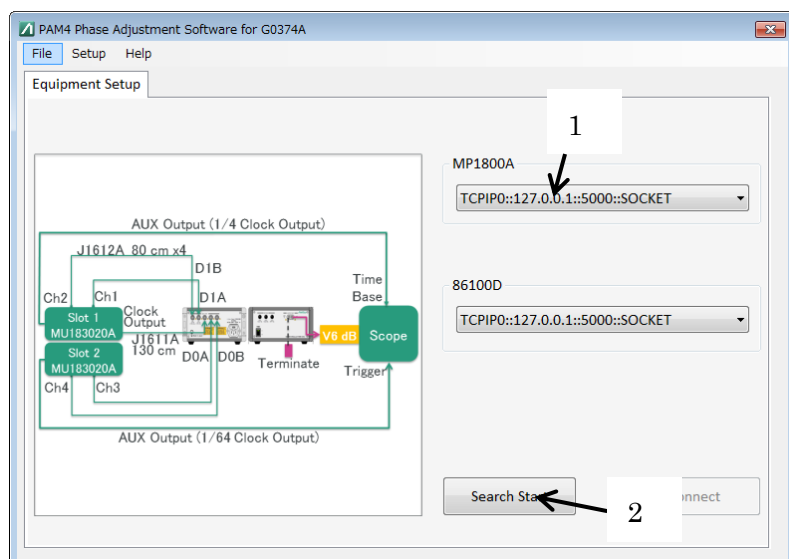 PAM4 Phase Adjustment Software for G0374A
File Setup Help
Equipment Setup
1
MP1800A
TCPIP0::127.0.0.1::5000::SOCKET
86100D
TCPIP0::127.0.0.1::5000::SOCKET
AUX Output (1/4 Clock Output)
J1612A 80 cm x4
D1B
Ch2 Ch1 D1A
Time
Base
Slot 1
MU183020A
Clock
Output
J1611A
130 cm
Slot 2
MU183020A
D0A D0B
Terminate
V6 dB
Scope
Trigger
Ch4 Ch3
AUX Output (1/64 Clock Output)
Search
2